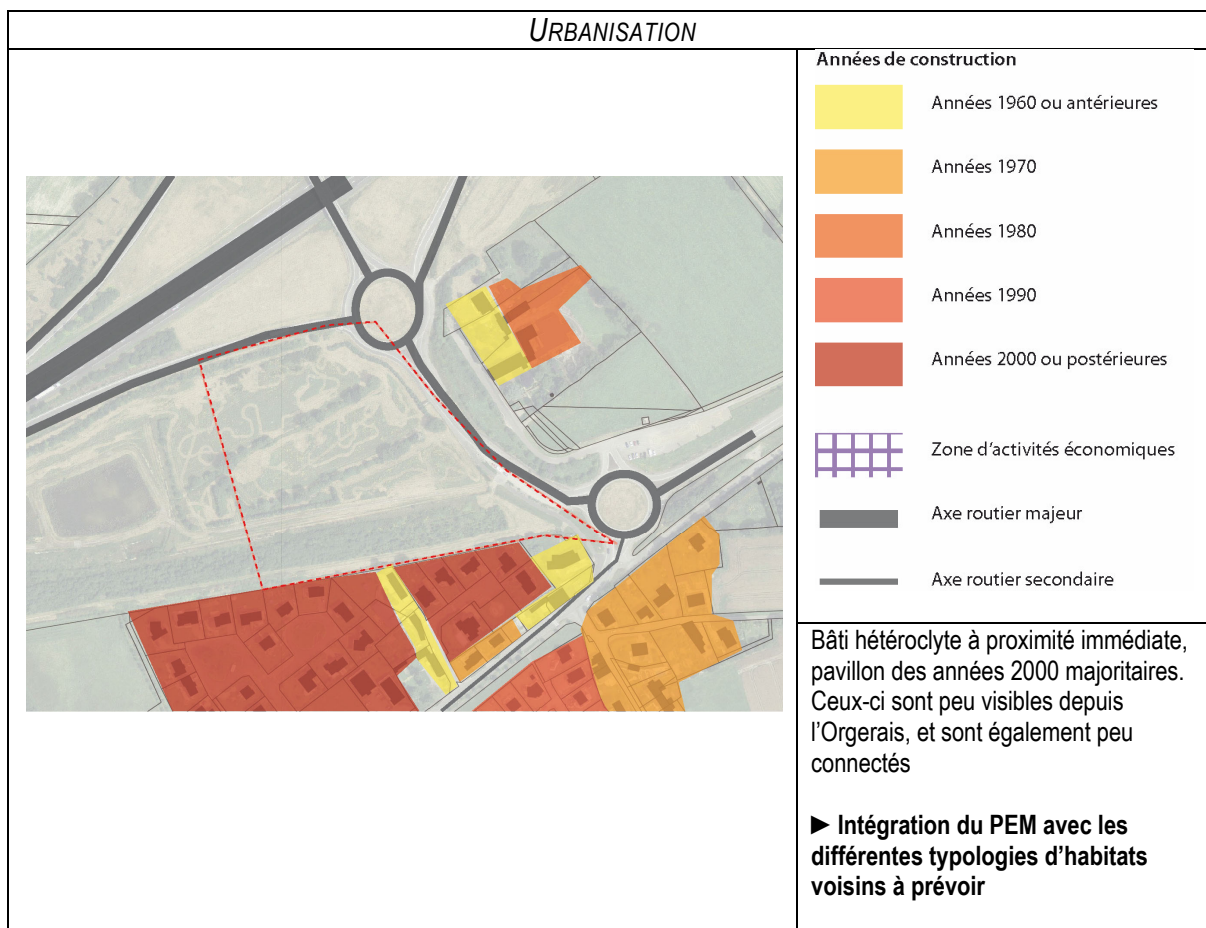 URBANISATION
Années de construction
Années 1960 ou antérieures
Années 1970
Années 1980
Années 1990
Années 2000 ou postérieures
Zone d'activités économiques
Axe routier majeur
Axe routier secondaire
Bâti hétéroclyte à proximité immédiate,
pavillon des années 2000 majoritaires.
Ceux-ci sont peu visibles depuis
l'Orgerais, et sont également peu
connectés
► Intégration du PEM avec les
différentes typologies d'habitats
voisins à prévoir